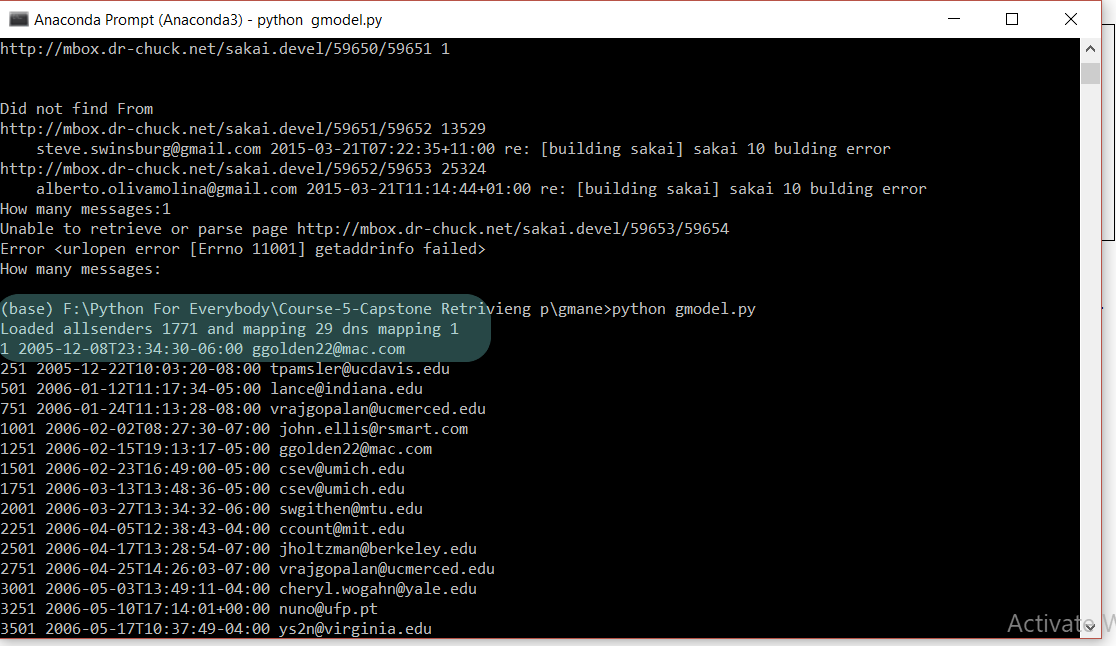 Anaconda Prompt (Anaconda3) - python  gmodel.py
http://mbox.dr-chuck.net/sakai.devel/59650/59651 1
Did not find From
http://mbox.dr-chuck.net/sakai.devel/59651/59652 13529
    steve.swinsburg@gmail.com 2015-03-21T07:22:35+11:00 re: [building sakai] sakai 10 bulding error
http://mbox.dr-chuck.net/sakai.devel/59652/59653 25324
    alberto.olivamolina@gmail.com 2015-03-21T11:14:44+01:00 re: [building sakai] sakai 10 bulding error
How many messages:1
Unable to retrieve or parse page http://mbox.dr-chuck.net/sakai.devel/59653/59654
Error <urlopen error [Errno 11001] getaddrinfo failed>
How many messages:
(base) F:\Python For Everybody\Course-5-Capstone Retrivieng p\gmane>python gmodel.py
Loaded allsenders 1771 and mapping 29 dns mapping 1
1 2005-12-08T23:34:30-06:00 ggolden22@mac.com
251 2005-12-22T10:03:20-08:00 tpamsler@ucdavis.edu
501 2006-01-12T11:17:34-05:00 lance@indiana.edu
751 2006-01-24T11:13:28-08:00 vrajgopalan@ucmerced.edu
1001 2006-02-02T08:27:30-07:00 john.ellis@rsmart.com
1251 2006-02-15T19:13:17-05:00 ggolden22@mac.com
1501 2006-02-23T16:49:00-05:00 csev@umich.edu
1751 2006-03-13T13:48:36-05:00 csev@umich.edu
2001 2006-03-27T13:34:32-06:00 swgithen@mtu.edu
2251 2006-04-05T12:38:43-04:00 ccount@mit.edu
2501 2006-04-17T13:28:54-07:00 jholtzman@berkeley.edu
2751 2006-04-25T14:26:03-07:00 vrajgopalan@ucmerced.edu
3001 2006-05-03T13:49:11-04:00 cheryl.wogahn@yale.edu
3251 2006-05-10T17:14:01+00:00 nuno@ufp.pt
3501 2006-05-17T10:37:49-04:00 ys2n@virginia.edu
Activate W